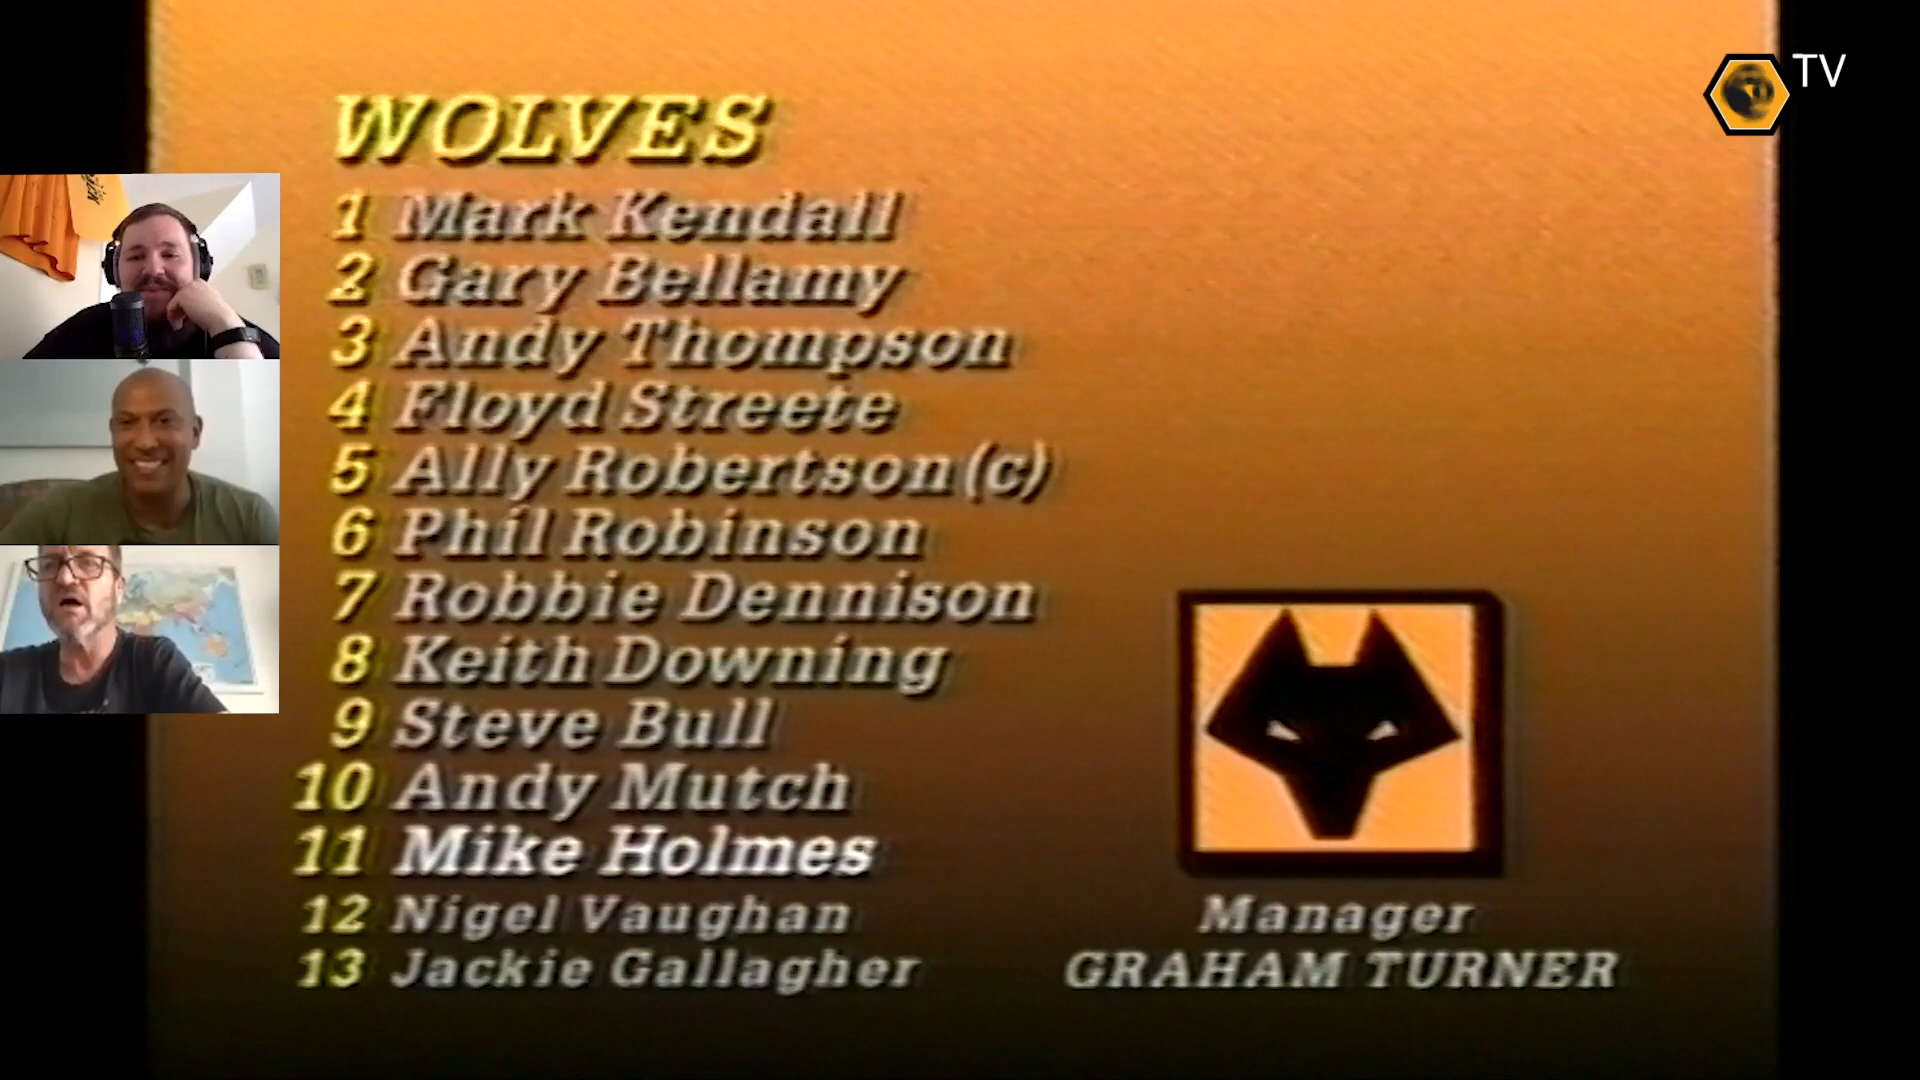 TV
WOLVES
1 Mark Kendall
2 Gary Bellamy
3 Andy Thompson
4 Floyd Streete
5 Ally Robertson (c)
6 Phil Robinson
7 Robbie Dennison
8 Keith Downing
9 Steve Bull
10 Andy Mutch
11 Mike Holmes
12 Nigel Vaughan
13 Jackie Gallagher
Manager
GRAHAM TURNER